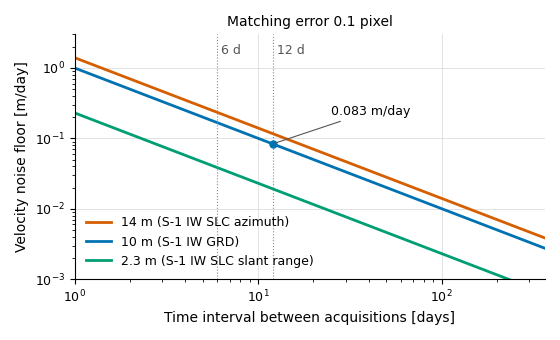 Matching error 0.1 pixel
Velocity noise floor [m/day]
10⁰
10⁻¹
10⁻²
10⁻³
6 d
12 d
0.083 m/day
14 m (S-1 IW SLC azimuth)
10 m (S-1 IW GRD)
2.3 m (S-1 IW SLC slant range)
10⁰ 10¹ 10²
Time interval between acquisitions [days]